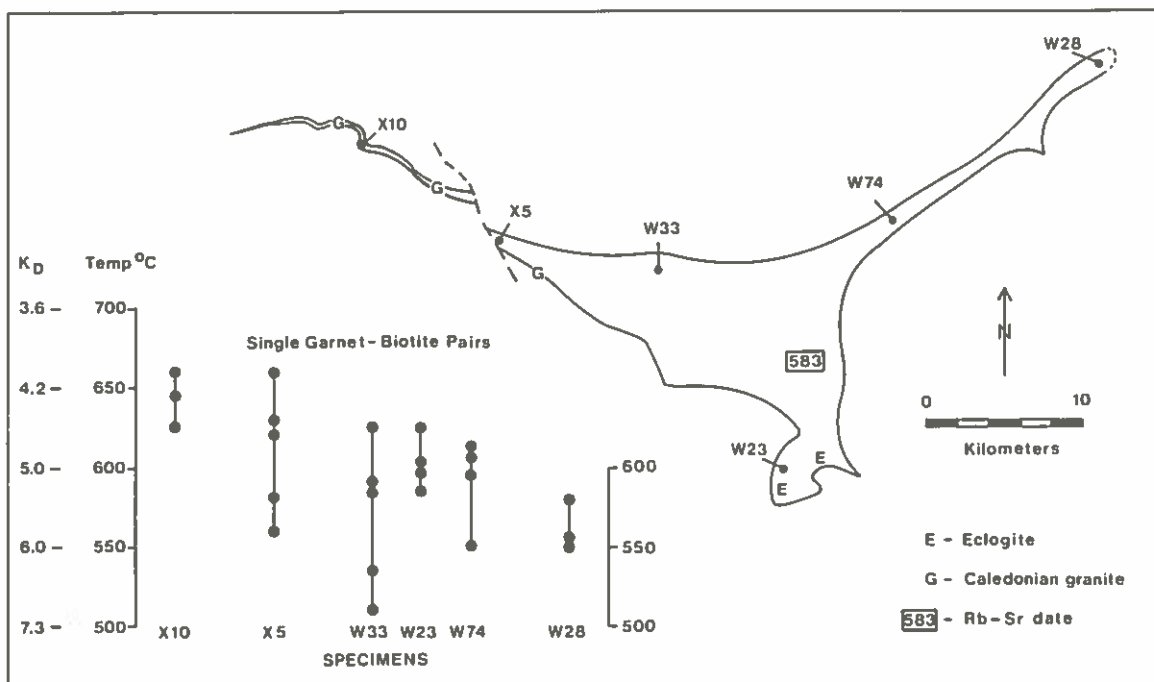 W28
G
X10
W74
G
X5
W33
G
K_D Temp °C
3.6 – 700
Single Garnet – Biotite Pairs
N
583
4.2 – 650
0 10
Kilometers
W23
E
E
5.0 – 600
600
E – Eclogite
6.0 – 550
550
G – Caledonian granite
583 – Rb–Sr date
7.3 – 500
500
X10 X5 W33 W23 W74 W28
SPECIMENS